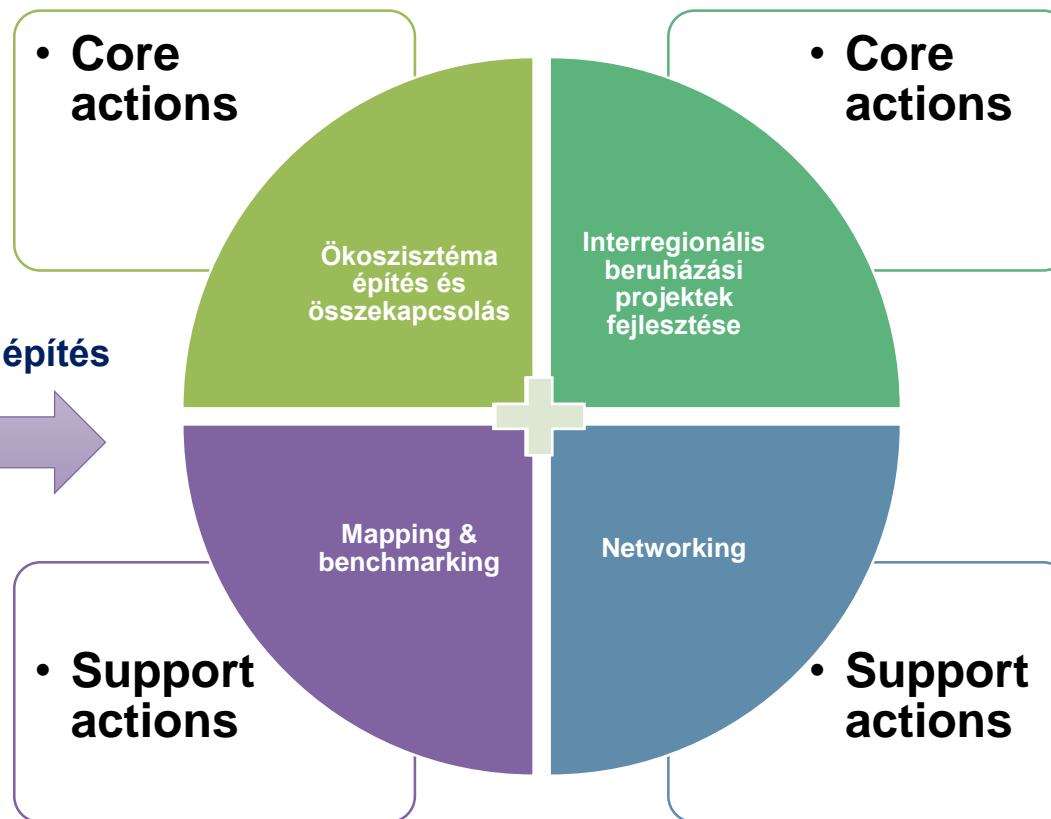 • Core
actions
• Core
actions
Ökoszisztéma
építés és
összekapcsolás
Interregionális
beruházási
projektek
fejlesztése
építés
Mapping &
benchmarking
Networking
• Support
actions
• Support
actions